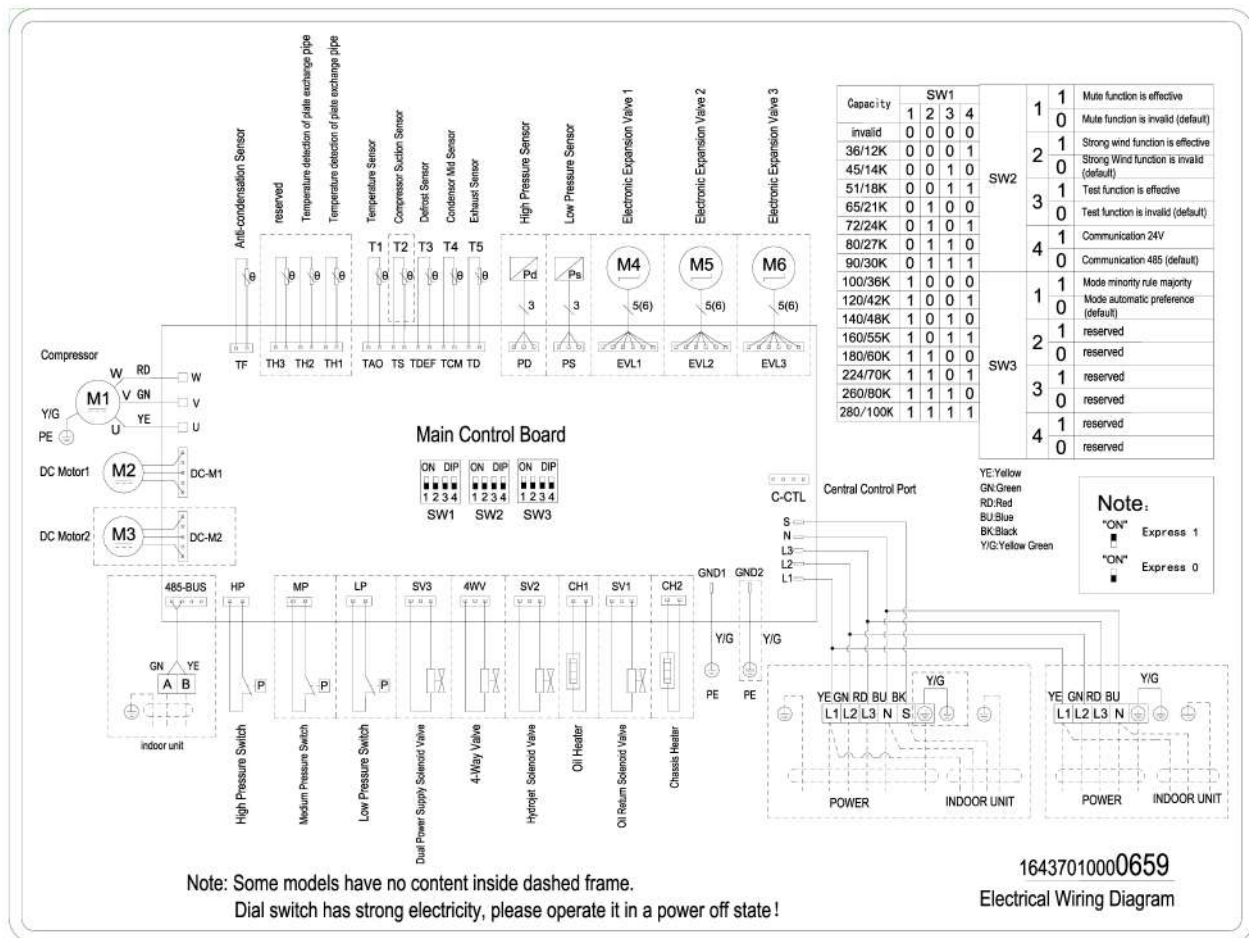 Anti-condensation Sensor
reserved
Temperature detection of plate exchange pipe
Temperature detection of plate exchange pipe
Temperature Sensor
Compressor Suction Sensor
Defrost Sensor
Condensor Mid Sensor
Exhaust Sensor
High Pressure Sensor
Low Pressure Sensor
Electronic Expansion Valve 1
Electronic Expansion Valve 2
Electronic Expansion Valve 3
T1 T2 T3 T4 T5
θ θ θ θ θ θ θ θ θ
Pd Ps M4 M5 M6
3 3 5(6) 5(6) 5(6)
TF TH3 TH2 TH1 TAO TS TDEF TCM TD PD PS EVL1 EVL2 EVL3
Capacity SW1
1 2 3 4
invalid 0 0 0 0
36/12K 0 0 0 1
45/14K 0 0 1 0
51/18K 0 0 1 1
65/21K 0 1 0 0
72/24K 0 1 0 1
80/27K 0 1 1 0
90/30K 0 1 1 1
100/36K 1 0 0 0
120/42K 1 0 0 1
140/48K 1 0 1 0
160/55K 1 0 1 1
180/60K 1 1 0 0
224/70K 1 1 0 1
260/80K 1 1 1 0
280/100K 1 1 1 1
SW2
1 1 Mute function is effective
0 Mute function is invalid (default)
2 1 Strong wind function is effective
0 Strong Wind function is invalid
(default)
3 1 Test function is effective
0 Test function is invalid (default)
4 1 Communication 24V
0 Communication 485 (default)
SW3
1 1 Mode minority rule majority
0 Mode automatic preference
(default)
2 1 reserved
0 reserved
3 1 reserved
0 reserved
4 1 reserved
0 reserved
Compressor
W RD W
M1 V GN V
Y/G YE U
PE U
DC Motor1 M2 DC-M1
DC Motor2 M3 DC-M2
Main Control Board
ON DIP ON DIP ON DIP
1 2 3 4 1 2 3 4 1 2 3 4
SW1 SW2 SW3
C-CTL Central Control Port
S
N
L3
L2
L1
YE:Yellow
GN:Green
RD:Red
BU:Blue
BK:Black
Y/G:Yellow Green
Note:
"ON" Express 1
"ON" Express 0
485-BUS HP MP LP SV3 4WV SV2 CH1 SV1 CH2 GND1 GND2
GN YE
A B
indoor unit
P P P
Y/G Y/G
PE PE
High Pressure Switch
Medium Pressure Switch
Low Pressure Switch
Dual Power Supply Solenoid Valve
4-Way Valve
Hydrojet Solenoid Valve
Oil Heater
Oil Return Solenoid Valve
Chassis Heater
YE GN RD BU BK Y/G
L1 L2 L3 N S
POWER INDOOR UNIT
YE GN RD BU Y/G
L1 L2 L3 N
POWER INDOOR UNIT
Note: Some models have no content inside dashed frame.
Dial switch has strong electricity, please operate it in a power off state!
16437010000659
Electrical Wiring Diagram